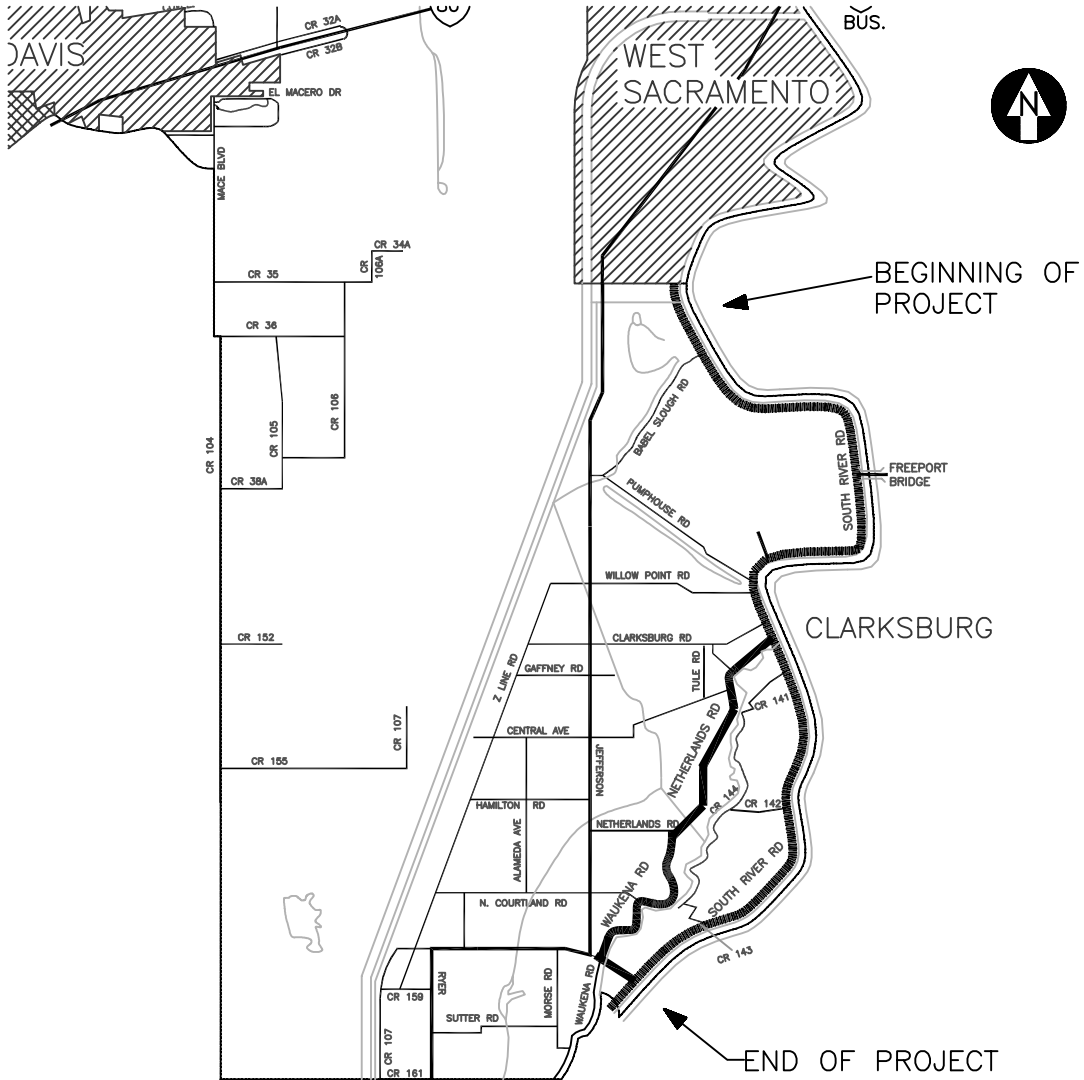 CR 32A
80
BUS.
DAVIS
CR 32B
WEST
SACRAMENTO
EL MACERO DR
N
MACE BLVD
CR 34A
CR
106A
CR 35
BEGINNING OF
PROJECT
CR 36
CR 106
BABEL SLOUGH RD
CR 105
CR 104
SOUTH RIVER RD
FREEPORT
BRIDGE
CR 38A
PUMPHOUSE RD
WILLOW POINT RD
CLARKSBURG
CR 152
CLARKSBURG RD
GAFFNEY RD
Z LINE RD
TULE RD
CR 141
CR 107
CENTRAL AVE
NETHERLANDS RD
CR 155
JEFFERSON
HAMILTON RD
CR 144
CR 142
NETHERLANDS RD
ALAMEDA AVE
WAUKENA RD
SOUTH RIVER RD
N. COURTLAND RD
CR 143
RYER
MORSE RD
WAUKENA RD
CR 159
SUTTER RD
CR 107
CR 161
END OF PROJECT